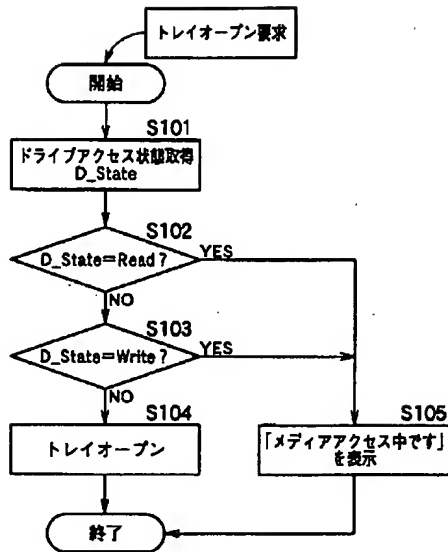 トレイオープン要求
開始
S101
ドライブアクセス状態取得
D_State
S102
D_State=Read?
YES
NO
S103
D_State=Write?
YES
NO
S104
トレイオープン
S105
「メディアアクセス中です」
を表示
終了